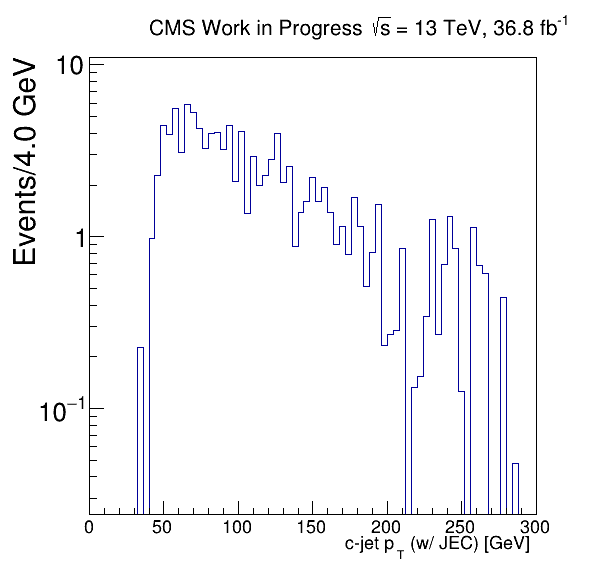 CMS Work in Progress √s = 13 TeV, 36.8 fb⁻¹
Events/4.0 GeV
10
1
10⁻¹
0 50 100 150 200 250 300
c-jet p_T (w/ JEC) [GeV]